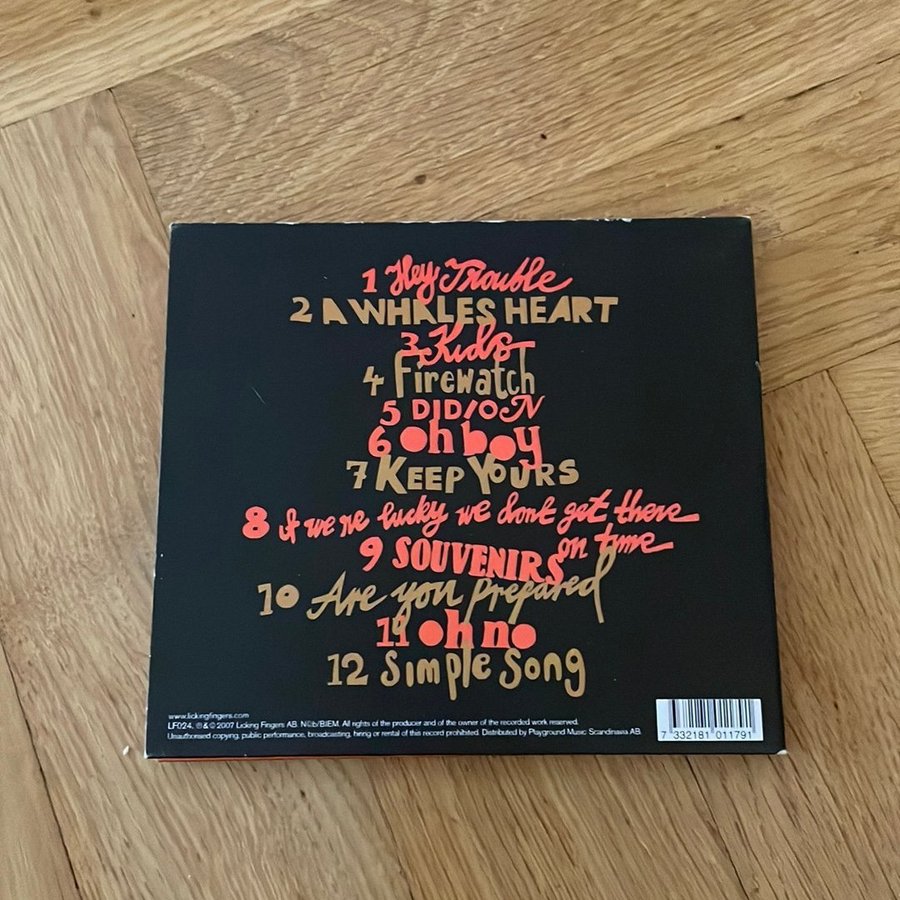 1 Hey Trouble
2 A WHALES HEART
3 Kids
4 Firewatch
5 DIDION
6 oh boy
7 KEEP YOURS
8 if we're lucky we dont get there
on time
9 SOUVENIRS
10 Are you prepared
11 oh no
12 simple song
www.lickingfingers.com
LF024. ℗ & © 2007 Licking Fingers AB. N©b/BIEM. All rights of the producer and of the owner of the recorded work reserved.
Unauthorised copying, public performance, broadcasting, hiring or rental of this record prohibited. Distributed by Playground Music Scandinavia AB.
7 332181 011791